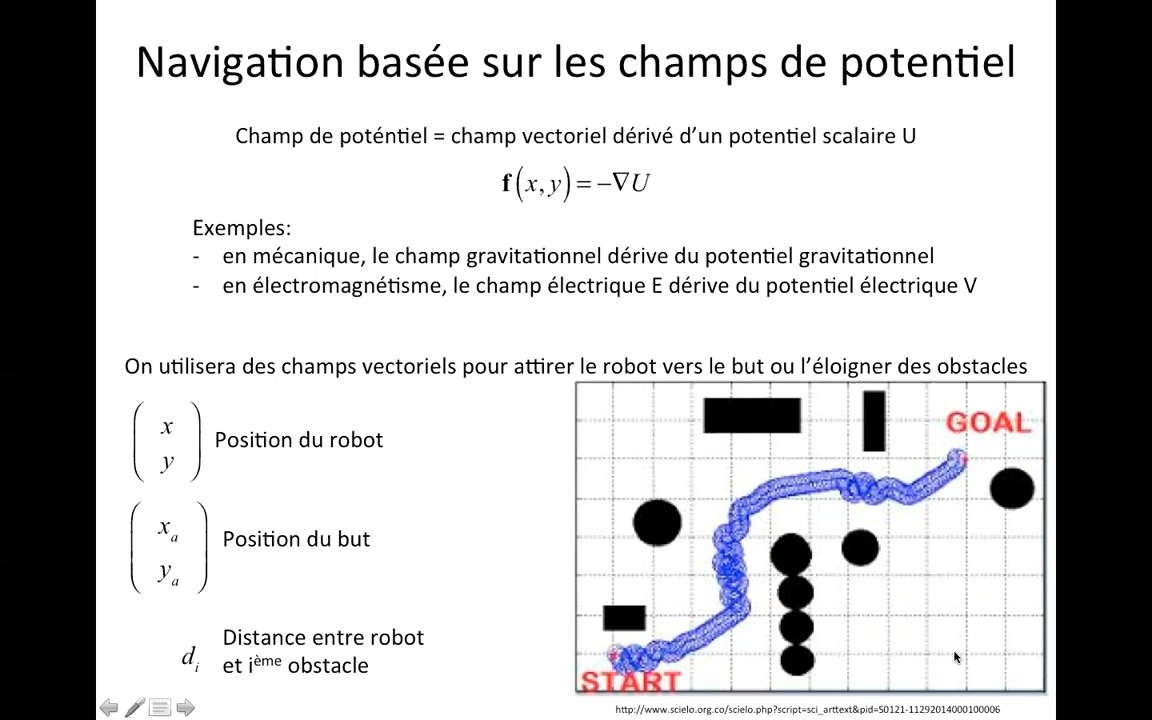 Navigation basée sur les champs de potentiel
Champ de poténtiel = champ vectoriel dérivé d'un potentiel scalaire U
f(x, y) = −∇U
Exemples:
- en mécanique, le champ gravitationnel dérive du potentiel gravitationnel
- en électromagnétisme, le champ électrique E dérive du potentiel électrique V
On utilisera des champs vectoriels pour attirer le robot vers le but ou l'éloigner des obstacles
x
y
Position du robot
x_a
y_a
Position du but
d_i
Distance entre robot
et i^ème obstacle
GOAL
START
http://www.scielo.org.co/scielo.php?script=sci_arttext&pid=S0121-11292014000100006